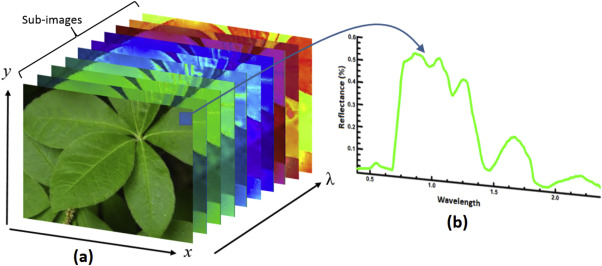 Sub-images
y
x
λ
(a)
Reflectance (%)
0.6
0.5
0.4
0.3
0.2
0.1
0.5
1.0
1.5
2.0
Wavelength
(b)